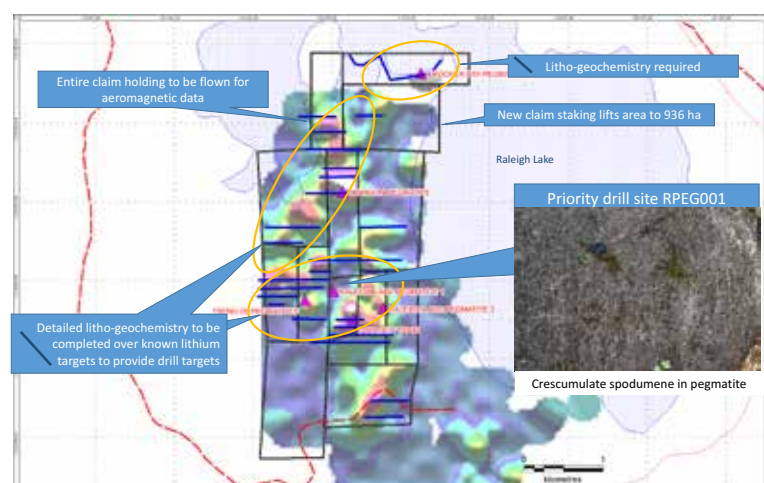 Litho-geochemistry required
Entire claim holding to be flown for
aeromagnetic data
New claim staking lifts area to 936 ha
Raleigh Lake
Priority drill site RPEG001
Detailed litho-geochemistry to be
completed over known lithium
targets to provide drill targets
Crescumulate spodumene in pegmatite
kilometres